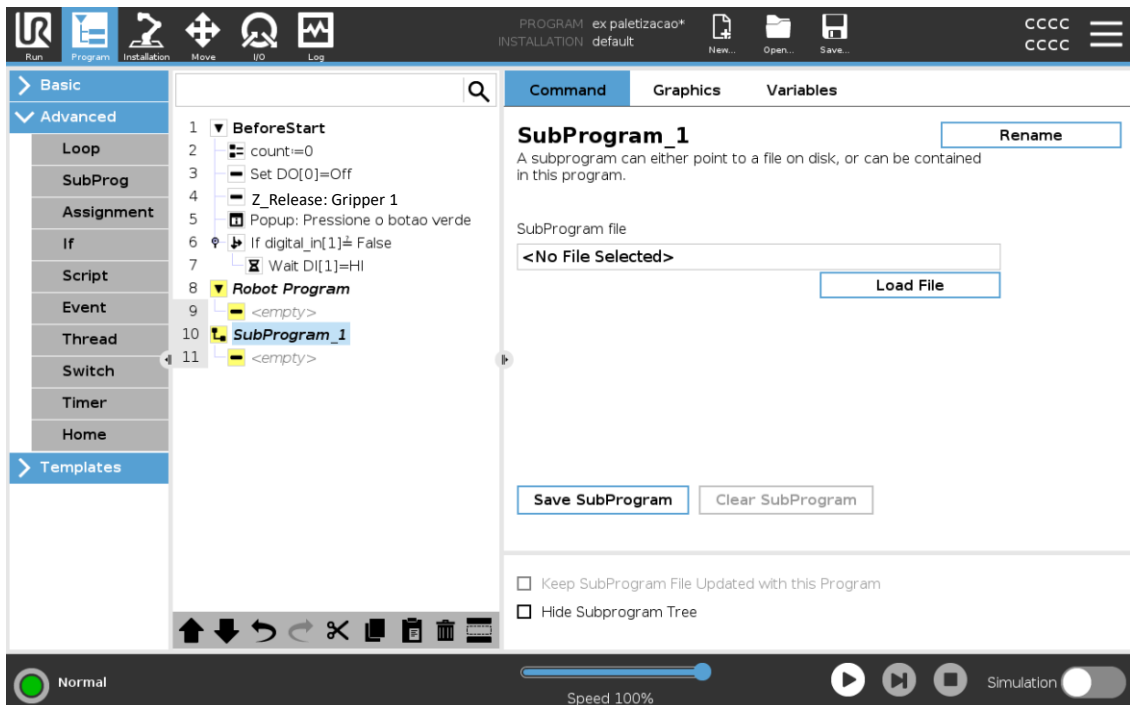 PROGRAM ex paletizacao*
INSTALLATION default
CCCC
CCCC
Run Program Installation Move I/O Log New... Open... Save...
Basic
Advanced
Loop
SubProg
Assignment
If
Script
Event
Thread
Switch
Timer
Home
Templates
1 BeforeStart
2 count:=0
3 Set DO[0]=Off
4 Z_Release: Gripper 1
5 Popup: Pressione o botao verde
6 If digital_in[1]≟ False
7 Wait DI[1]=HI
8 Robot Program
9 <empty>
10 SubProgram_1
11 <empty>
Command Graphics Variables
SubProgram_1
Rename
A subprogram can either point to a file on disk, or can be contained
in this program.
SubProgram file
<No File Selected>
Load File
Save SubProgram Clear SubProgram
Keep SubProgram File Updated with this Program
Hide Subprogram Tree
Normal
Speed 100%
Simulation